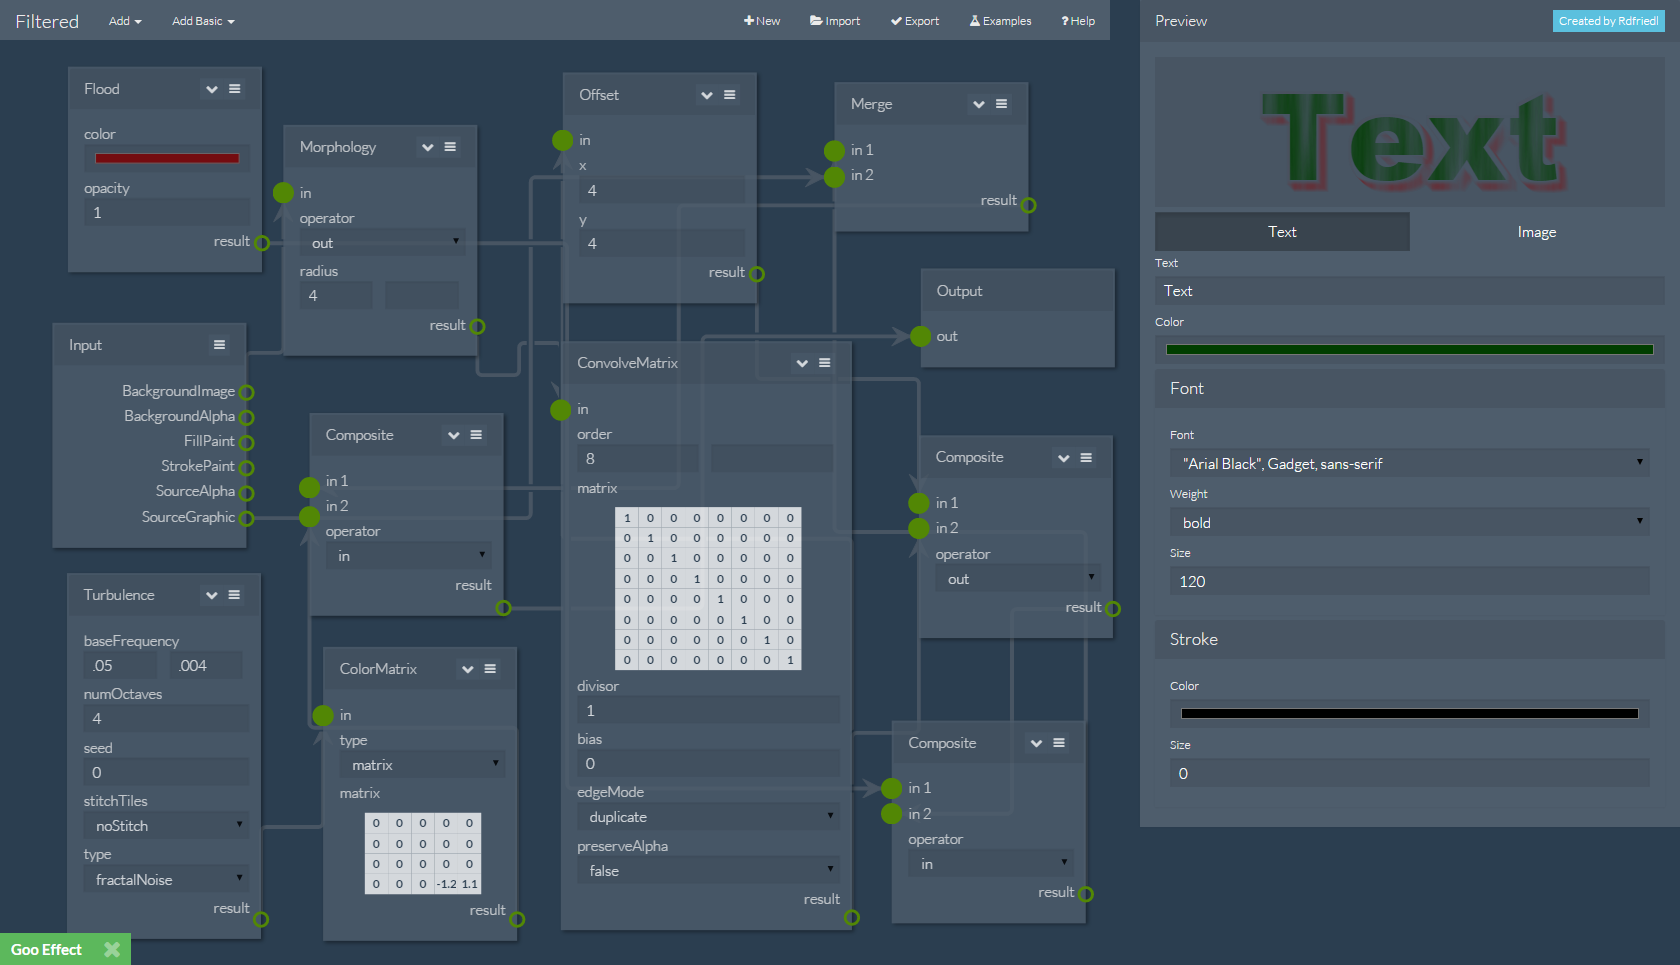 Filtered
Add
Add Basic
New
Import
Export
Examples
? Help
Flood
color
opacity
1
result
Morphology
in
operator
out
radius
4
result
Input
BackgroundImage
BackgroundAlpha
FillPaint
StrokePaint
SourceAlpha
SourceGraphic
Turbulence
baseFrequency
.05 .004
numOctaves
4
seed
0
stitchTiles
noStitch
type
fractalNoise
result
Composite
in 1
in 2
operator
in
result
ColorMatrix
in
type
matrix
matrix
0 0 0 0 0
0 0 0 0 0
0 0 0 0 0
0 0 0 -1.2 1.1
result
Offset
in
x
4
y
4
result
ConvolveMatrix
in
order
8
matrix
1 0 0 0 0 0 0 0
0 1 0 0 0 0 0 0
0 0 1 0 0 0 0 0
0 0 0 1 0 0 0 0
0 0 0 0 1 0 0 0
0 0 0 0 0 1 0 0
0 0 0 0 0 0 1 0
0 0 0 0 0 0 0 1
divisor
1
bias
0
edgeMode
duplicate
preserveAlpha
false
result
Merge
in 1
in 2
result
Output
out
Composite
in 1
in 2
operator
out
result
Composite
in 1
in 2
operator
in
result
Goo Effect
Preview
Created by Rdfriedl
Text
Text
Image
Text
Text
Color
Font
Font
"Arial Black", Gadget, sans-serif
Weight
bold
Size
120
Stroke
Color
Size
0